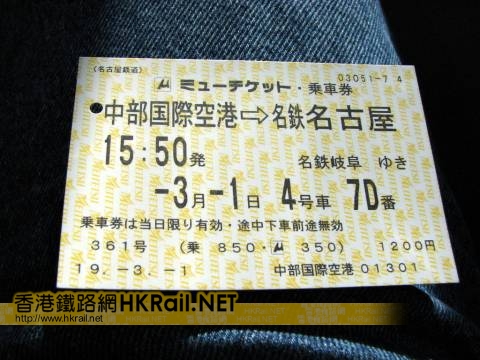 (名古屋鉄道)
μ ミューチケット・乗車券
03051-7 4
中部国際空港⇨名鉄名古屋
15:50発 名鉄岐阜 ゆき
-3月-1日 4号車 7D番
乗車券は当日限り有効・途中下車前途無効
361号 (乗 850・μ 350) 1200円
19.-3.-1 中部国際空港 01301
香港鐵路網HKRail.NET
http://www.hkrail.net